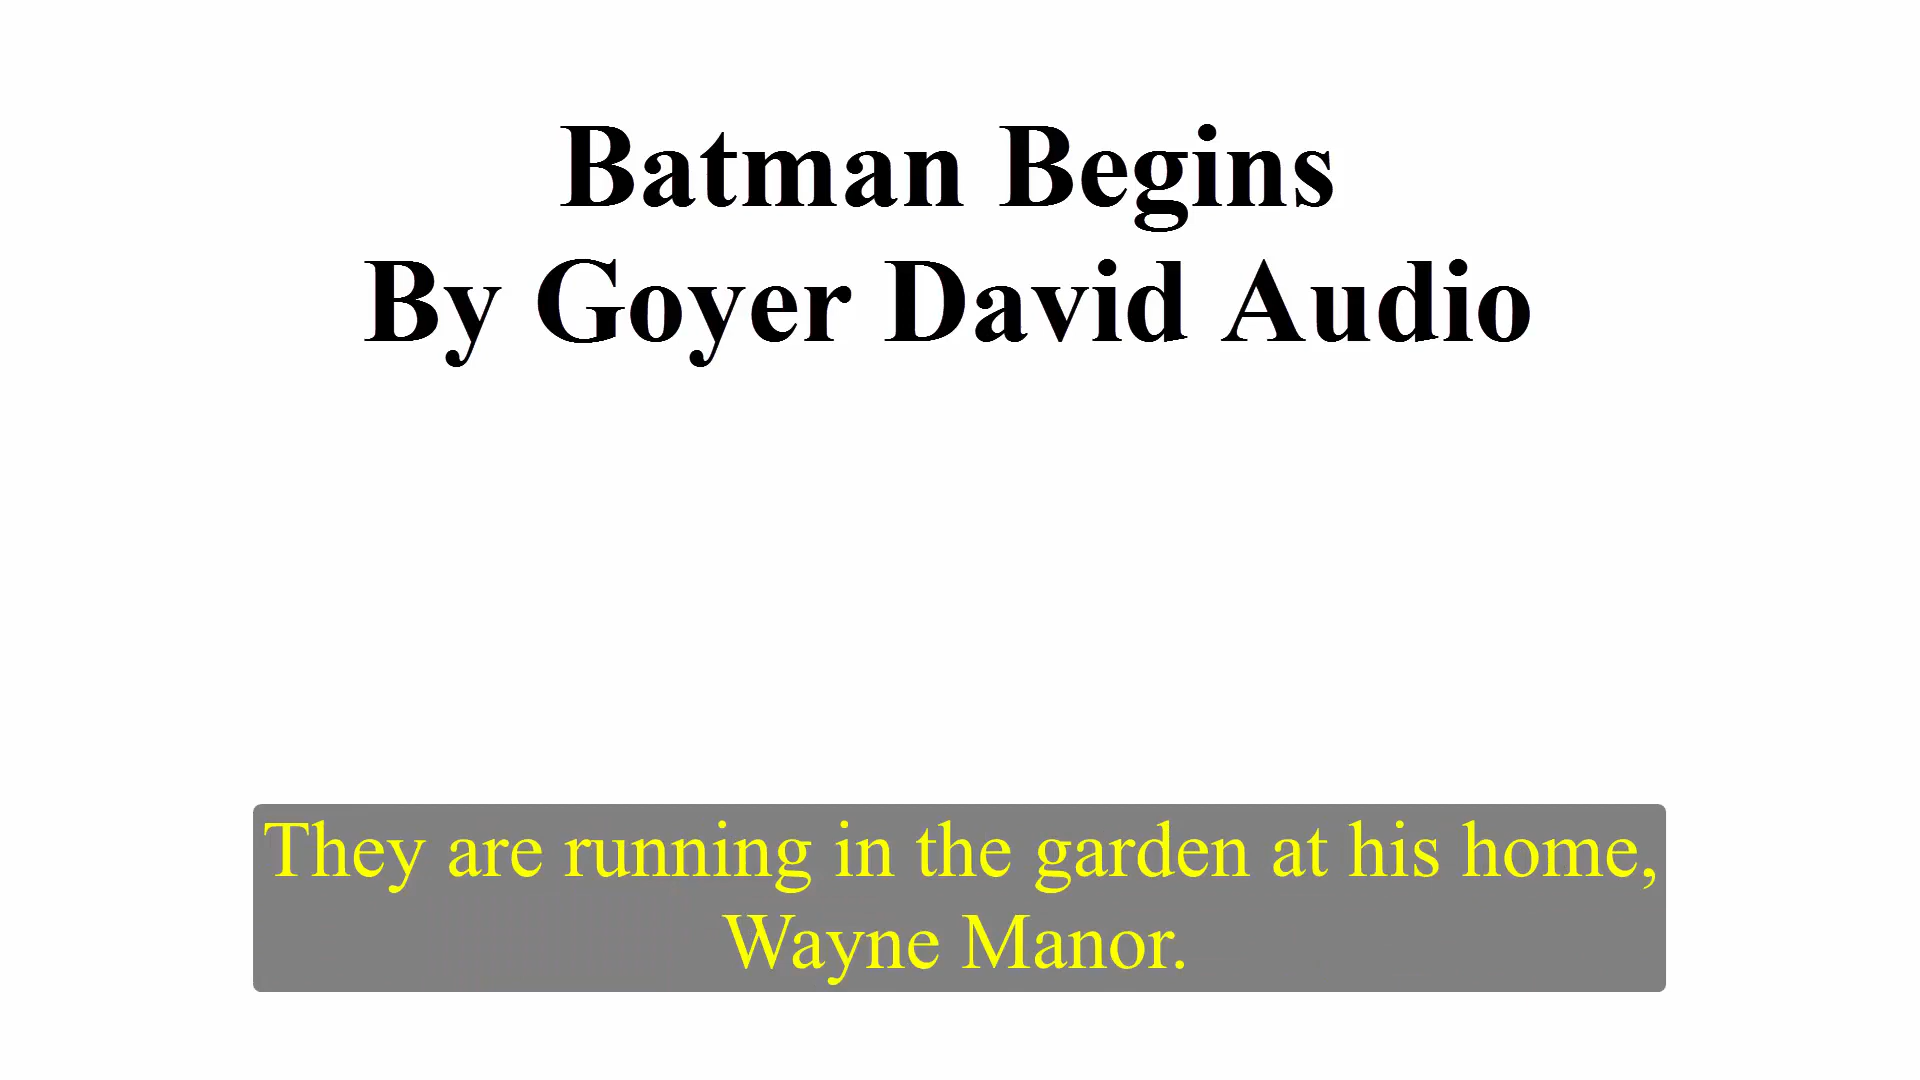 Batman Begins
By Goyer David Audio
They are running in the garden at his home,
Wayne Manor.